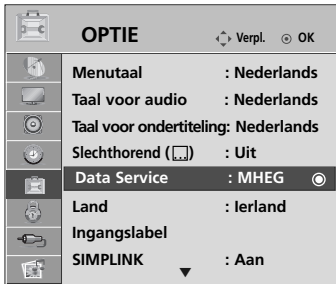 OPTIE Verpl. OK
Menutaal : Nederlands
Taal voor audio : Nederlands
Taal voor ondertiteling: Nederlands
Slechthorend (...) : Uit
Data Service : MHEG
Land : Ierland
Ingangslabel
SIMPLINK : Aan